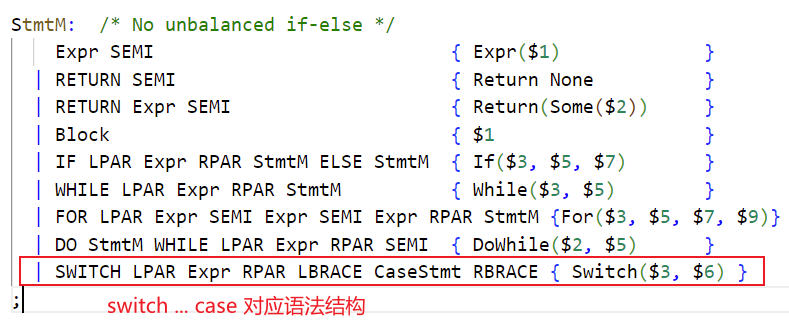 StmtM:  /* No unbalanced if-else */
    Expr SEMI                         { Expr($1)            }
  | RETURN SEMI                       { Return None         }
  | RETURN Expr SEMI                  { Return(Some($2))    }
  | Block                             { $1                  }
  | IF LPAR Expr RPAR StmtM ELSE StmtM  { If($3, $5, $7)      }
  | WHILE LPAR Expr RPAR StmtM        { While($3, $5)       }
  | FOR LPAR Expr SEMI Expr SEMI Expr RPAR StmtM {For($3, $5, $7, $9)}
  | DO StmtM WHILE LPAR Expr RPAR SEMI  { DoWhile($2, $5)     }
  | SWITCH LPAR Expr RPAR LBRACE CaseStmt RBRACE { Switch($3, $6) }
;
switch ... case 对应语法结构